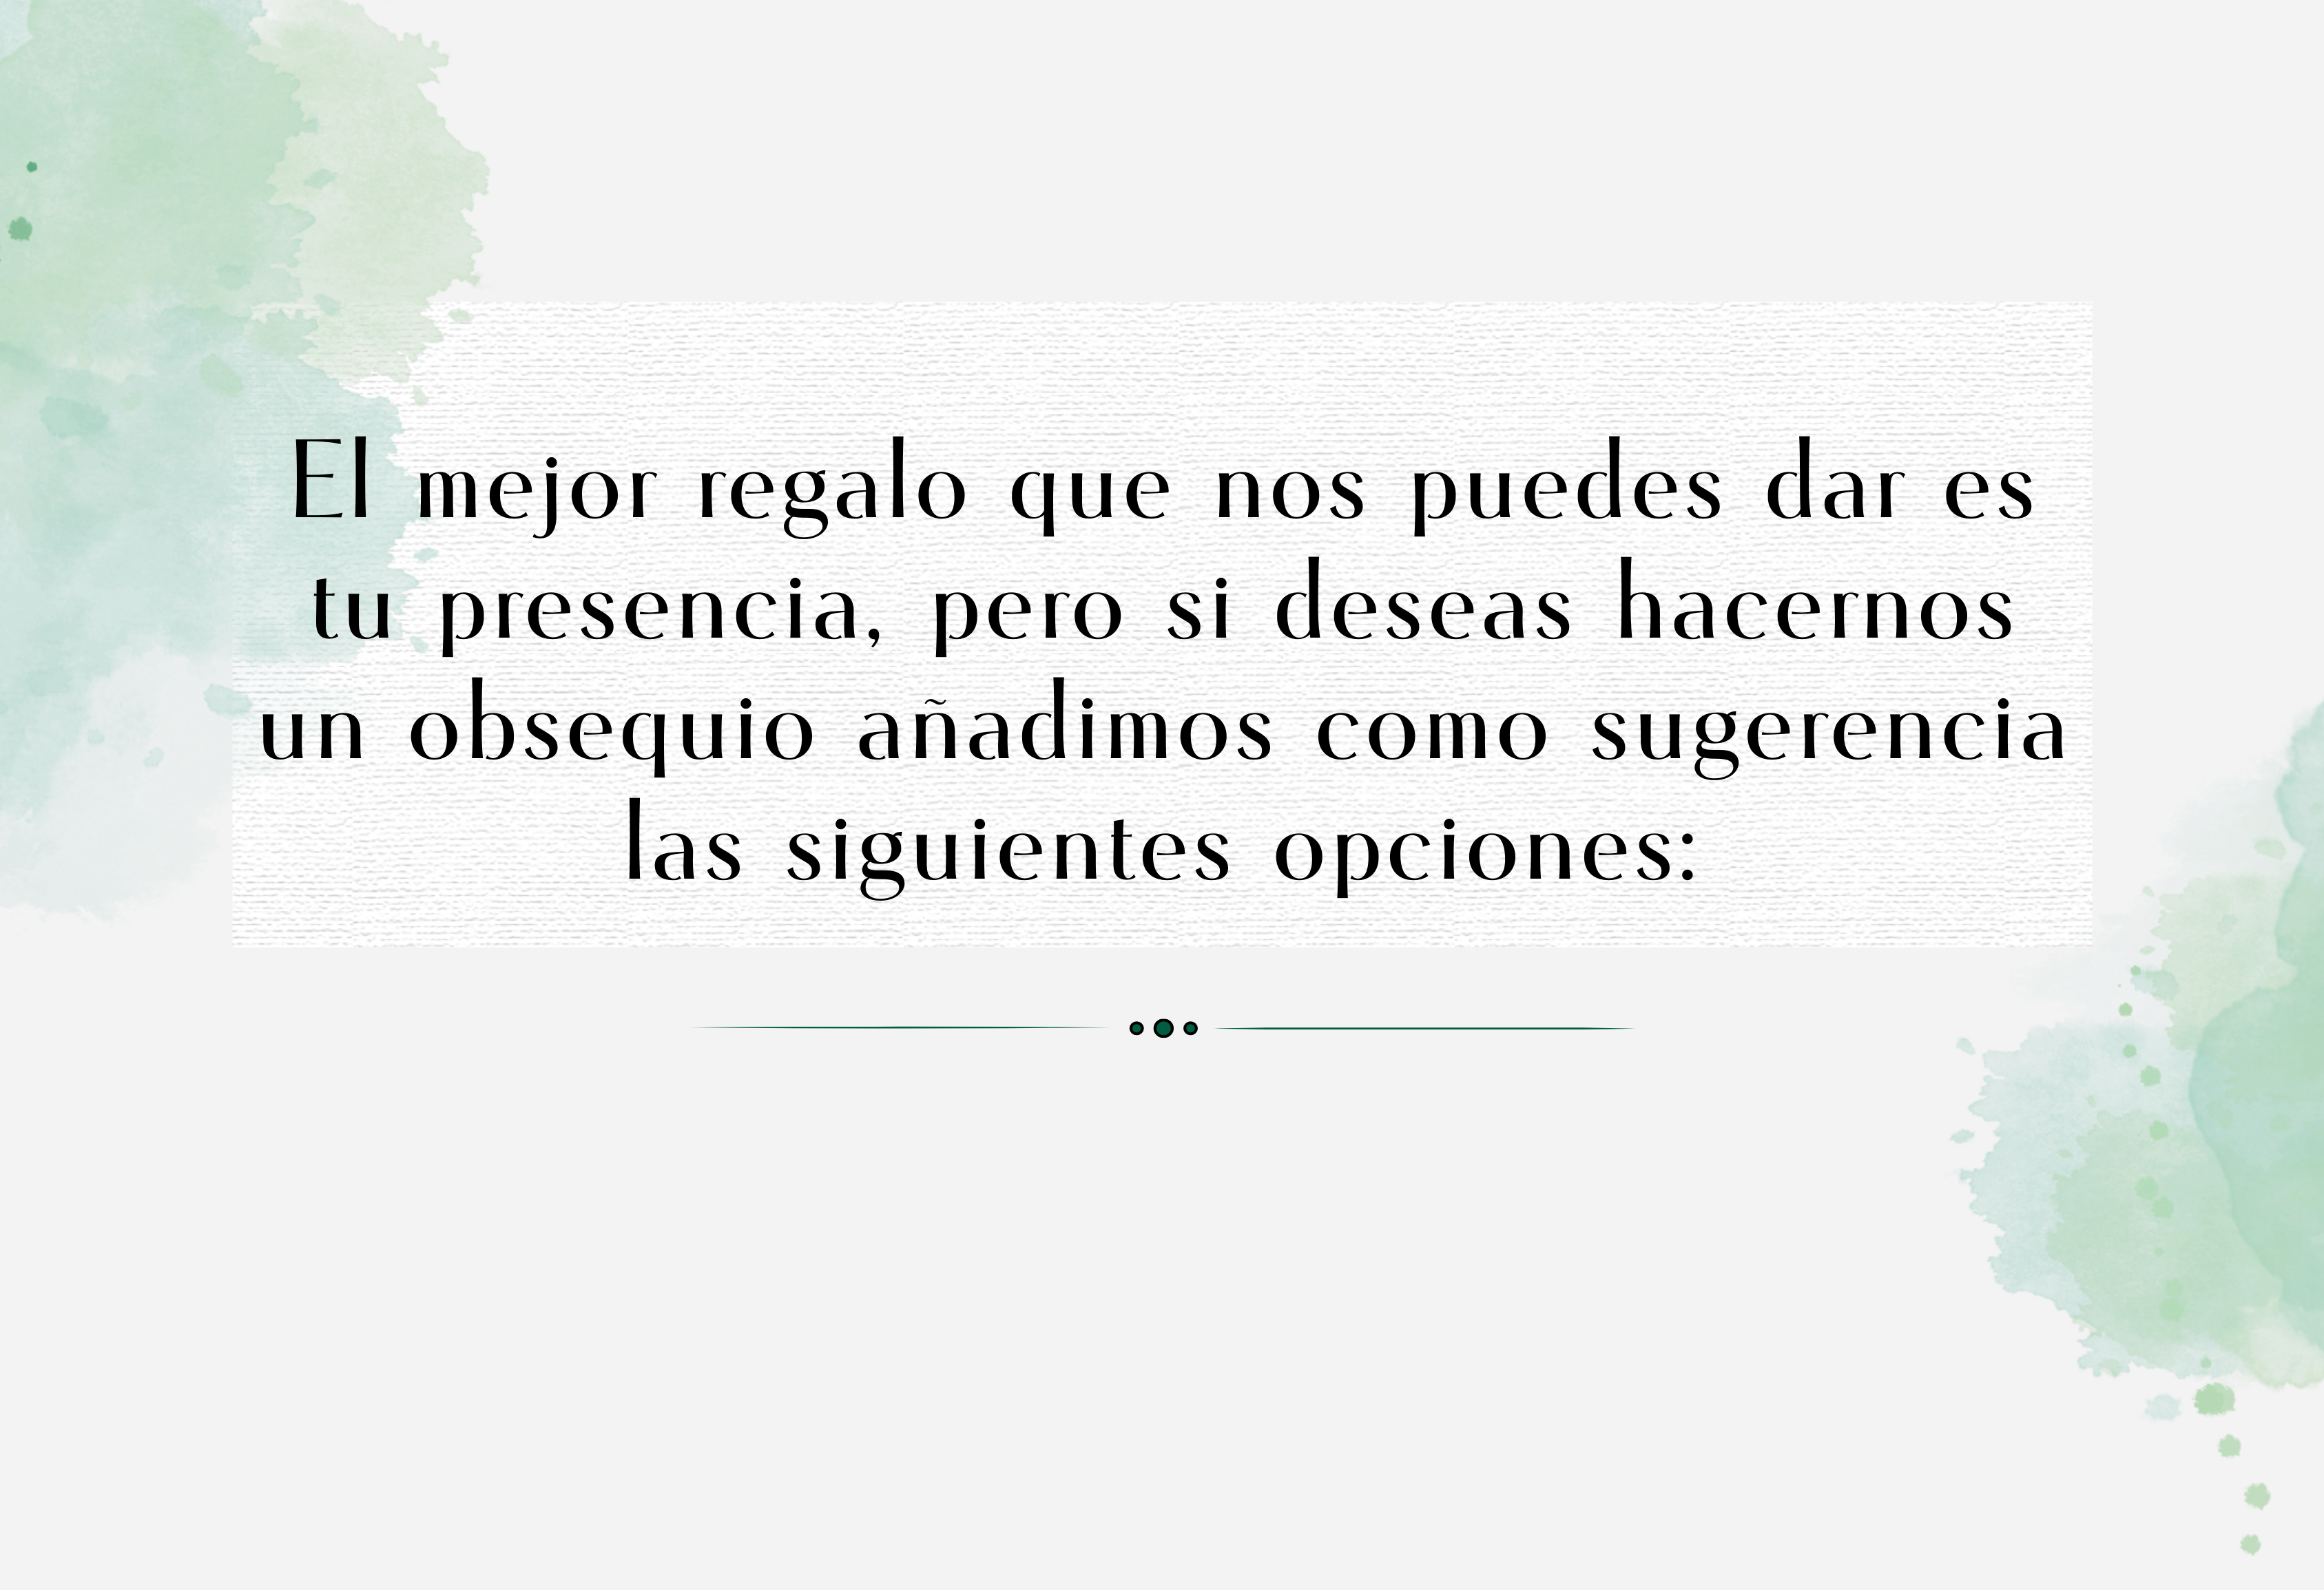 El mejor regalo que nos puedes dar es
tu presencia, pero si deseas hacernos
un obsequio añadimos como sugerencia
las siguientes opciones: